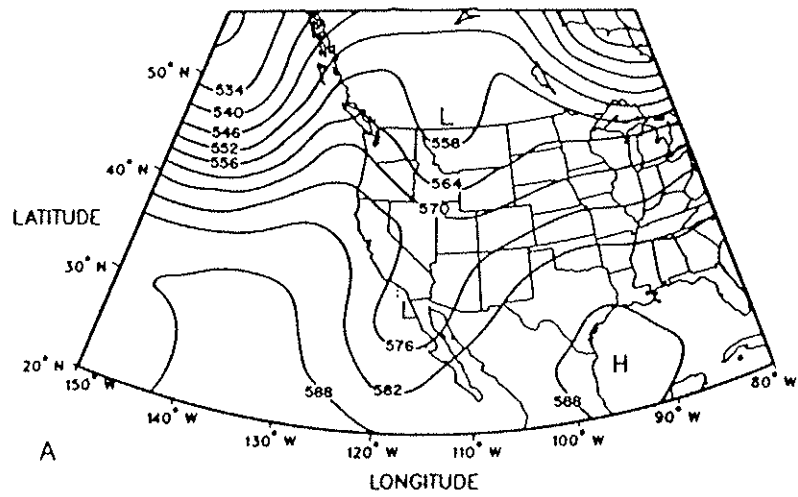 50° N
534
540
546
552
556
40° N
LATITUDE
30° N
20° N
150° W
140° W
130° W
120° W
110° W
100° W
90° W
80° W
LONGITUDE
A
L
558
564
570
L
576
582
588
H
588